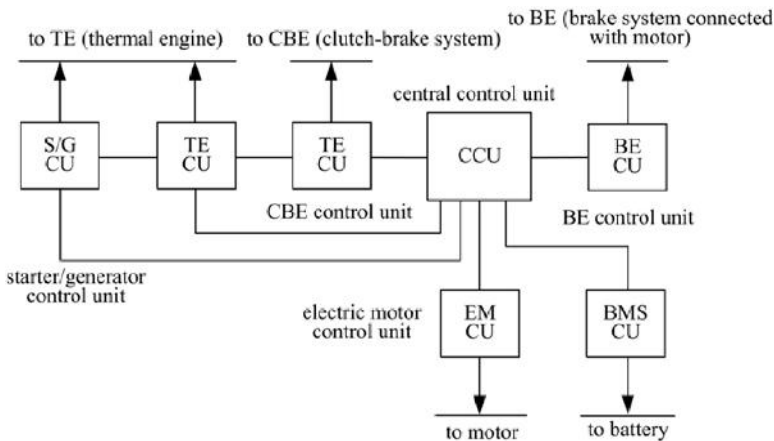 to TE (thermal engine)
to CBE (clutch-brake system)
to BE (brake system connected
with motor)
central control unit
S/G
CU
TE
CU
TE
CU
CCU
BE
CU
CBE control unit
BE control unit
starter/generator
control unit
electric motor
control unit
EM
CU
BMS
CU
to motor
to battery